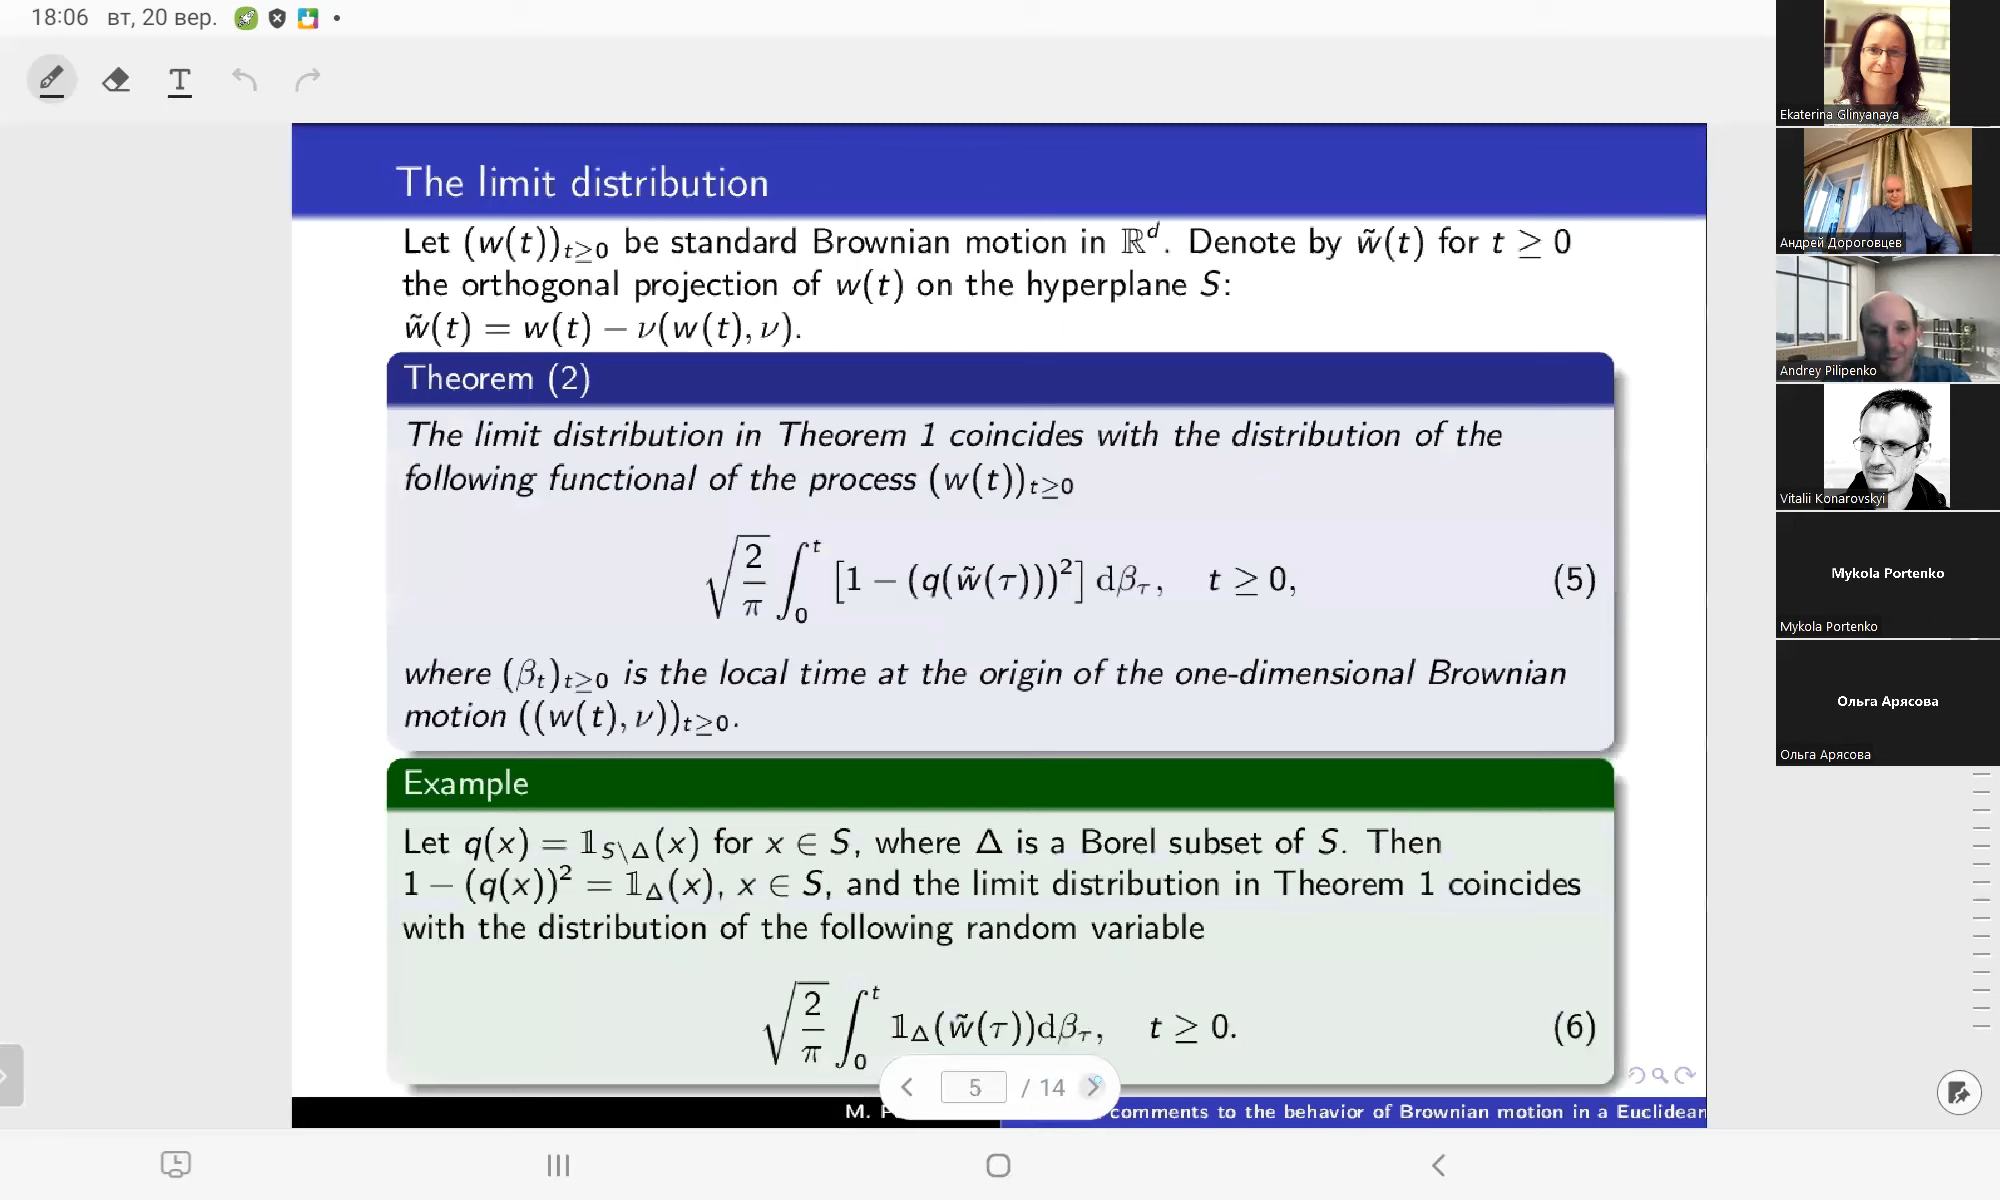 18:06 вт, 20 вер.
T
The limit distribution
Let (w(t))_{t≥0} be standard Brownian motion in ℝ^d. Denote by w̃(t) for t ≥ 0
the orthogonal projection of w(t) on the hyperplane S:
w̃(t) = w(t) − ν(w(t), ν).
Theorem (2)
The limit distribution in Theorem 1 coincides with the distribution of the
following functional of the process (w(t))_{t≥0}
√(2/π) ∫_0^t [1 − (q(w̃(τ)))²] dβ_τ, t ≥ 0, (5)
where (β_t)_{t≥0} is the local time at the origin of the one-dimensional Brownian
motion ((w(t), ν))_{t≥0}.
Example
Let q(x) = 𝟙_{S\Δ}(x) for x ∈ S, where Δ is a Borel subset of S. Then
1 − (q(x))² = 𝟙_Δ(x), x ∈ S, and the limit distribution in Theorem 1 coincides
with the distribution of the following random variable
√(2/π) ∫_0^t 𝟙_Δ(w̃(τ))dβ_τ, t ≥ 0. (6)
5 / 14
M. comments to the behavior of Brownian motion in a Euclidean
Ekaterina Glinyanaya
Андрей Дороговцев
Andrey Pilipenko
Vitalii Konarovskyi
Mykola Portenko
Mykola Portenko
Ольга Арясова
Ольга Арясова